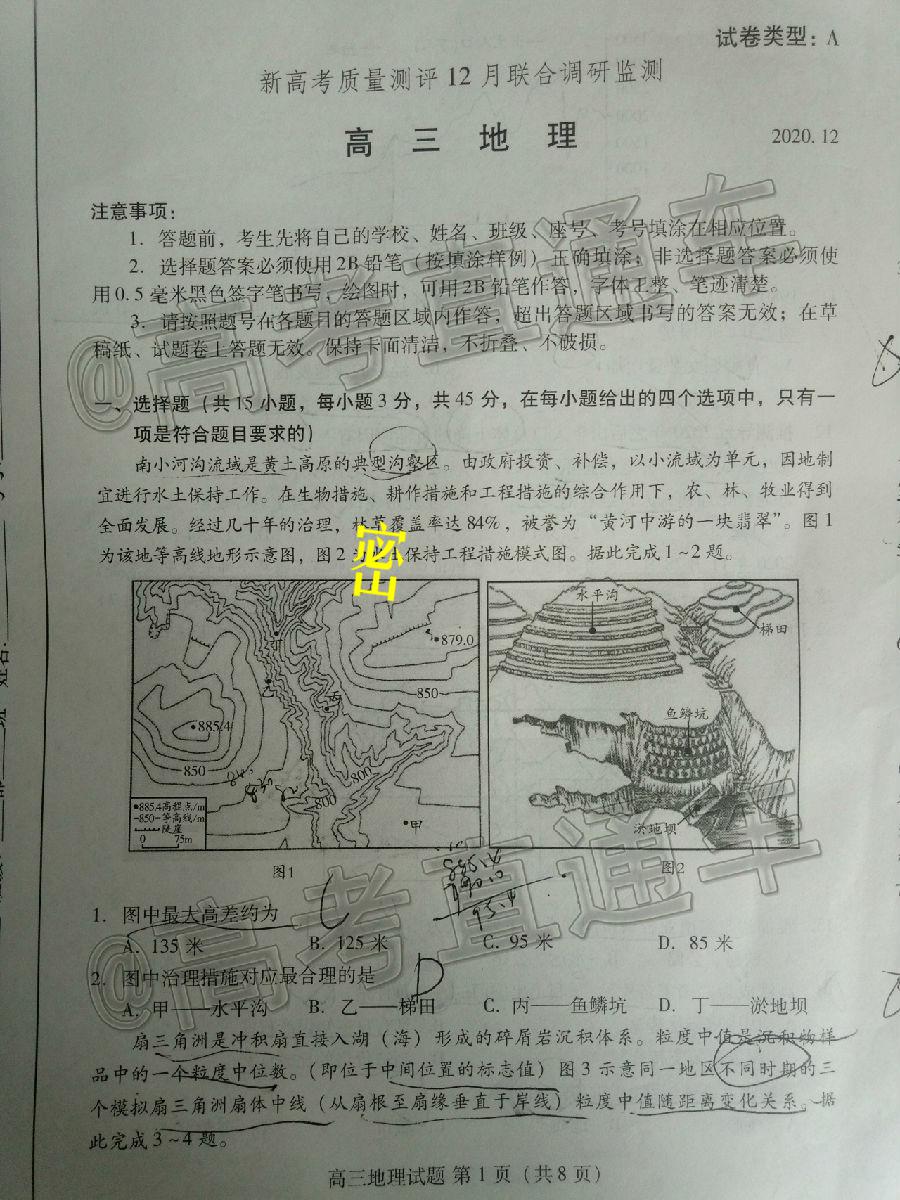 试卷类型：A
新高考质量测评12月联合调研监测
高 三 地 理
2020.12
注意事项：
1．答题前，考生先将自己的学校、姓名、班级、座号、考号填涂在相应位置。
2．选择题答案必须使用2B铅笔（按填涂样例）正确填涂；非选择题答案必须使
用0.5毫米黑色签字笔书写，绘图时，可用2B铅笔作答，字体工整、笔迹清楚。
3．请按照题号在各题目的答题区域内作答，超出答题区域书写的答案无效；在草
稿纸、试题卷上答题无效。保持卡面清洁，不折叠、不破损。
@高考直通车
一、选择题（共15小题，每小题3分，共45分，在每小题给出的四个选项中，只有一
项是符合题目要求的）
南小河沟流域是黄土高原的典型沟壑区。由政府投资、补偿，以小流域为单元，因地制
宜进行水土保持工作。在生物措施、耕作措施和工程措施的综合作用下，农、林、牧业得到
全面发展。经过几十年的治理，林草覆盖率达84%，被誉为“黄河中游的一块翡翠”。图1
为该地等高线地形示意图，图2为水土保持工程措施模式图。据此完成1~2题。
密
出
879.0
乙
丙
850
885.4
850
800
800
甲
•885.4高程点/m
-850-等高线/m
陡崖
0 75m
图1
水平沟
梯田
鱼鳞坑
淤地坝
图2
885.4
790.0
95.4
1．图中最大高差约为
A．135米 B．125米 C．95米 D．85米
2．图中治理措施对应最合理的是 D
A．甲——水平沟 B．乙——梯田 C．丙——鱼鳞坑 D．丁——淤地坝
@高考直通车
扇三角洲是冲积扇直接入湖（海）形成的碎屑岩沉积体系。粒度中值是沉积物样
品中的一个粒度中位数。（即位于中间位置的标志值）图3示意同一地区不同时期的三
个模拟扇三角洲扇体中线（从扇根至扇缘垂直于岸线）粒度中值随距离变化关系。据
此完成3~4题。
高三地理试题 第1页（共8页）